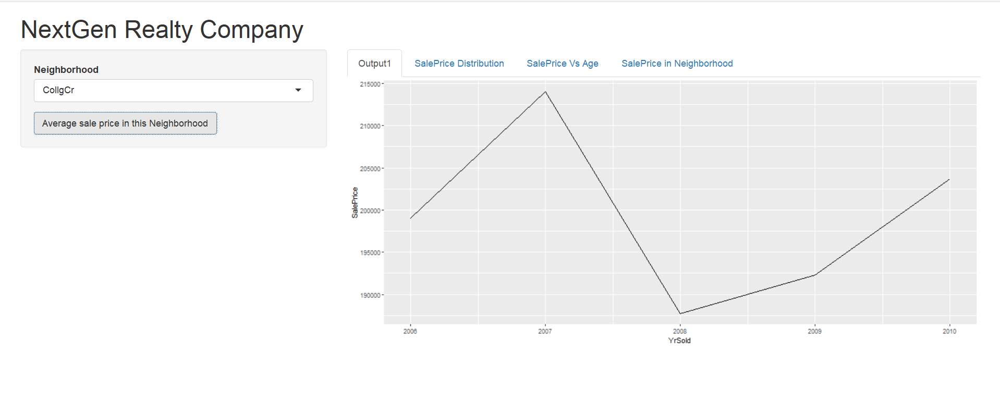 NextGen Realty Company
Neighborhood
CollgCr
Average sale price in this Neighborhood
Output1 SalePrice Distribution SalePrice Vs Age SalePrice in Neighborhood
215000
210000
205000
200000
195000
190000
SalePrice
2006 2007 2008 2009 2010
YrSold